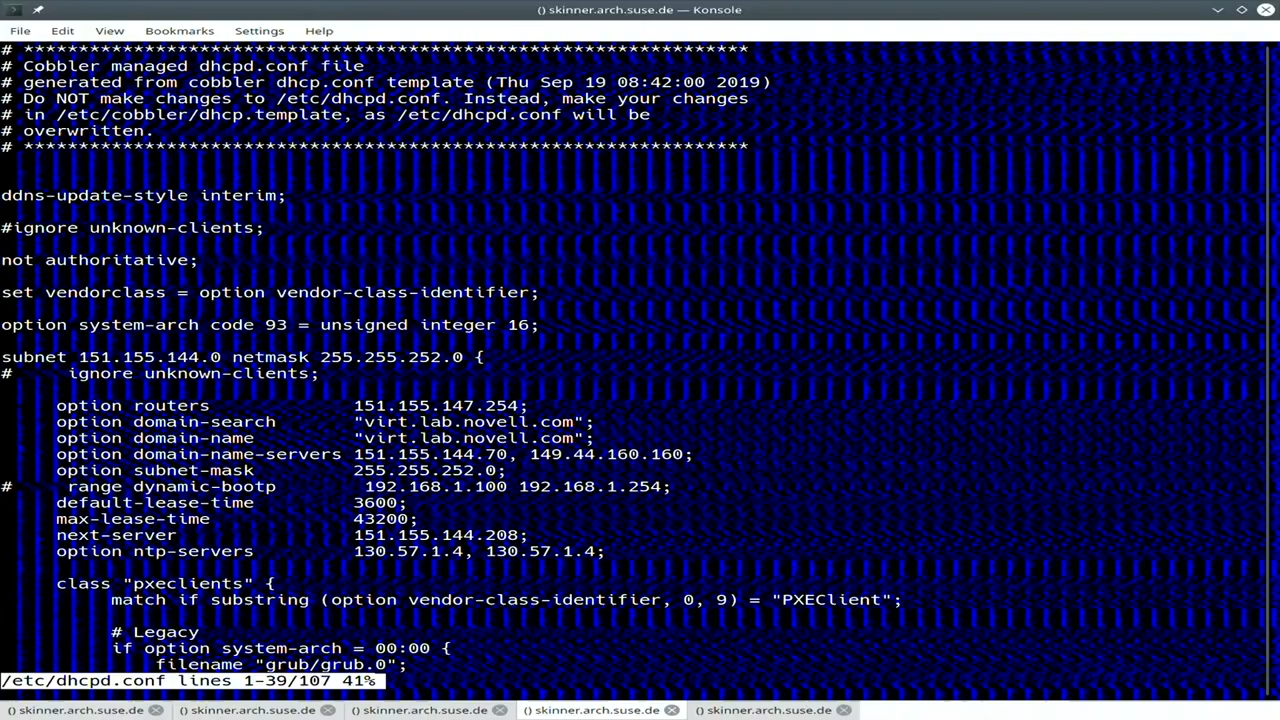 () skinner.arch.suse.de — Konsole
File Edit View Bookmarks Settings Help
# ******************************************************************
# Cobbler managed dhcpd.conf file
# generated from cobbler dhcp.conf template (Thu Sep 19 08:42:00 2019)
# Do NOT make changes to /etc/dhcpd.conf. Instead, make your changes
# in /etc/cobbler/dhcp.template, as /etc/dhcpd.conf will be
# overwritten.
# ******************************************************************
ddns-update-style interim;
#ignore unknown-clients;
not authoritative;
set vendorclass = option vendor-class-identifier;
option system-arch code 93 = unsigned integer 16;
subnet 151.155.144.0 netmask 255.255.252.0 {
#     ignore unknown-clients;
     option routers             151.155.147.254;
     option domain-search       "virt.lab.novell.com";
     option domain-name         "virt.lab.novell.com";
     option domain-name-servers 151.155.144.70, 149.44.160.160;
     option subnet-mask         255.255.252.0;
#     range dynamic-bootp        192.168.1.100 192.168.1.254;
     default-lease-time         3600;
     max-lease-time             43200;
     next-server                151.155.144.208;
     option ntp-servers         130.57.1.4, 130.57.1.4;
     class "pxeclients" {
          match if substring (option vendor-class-identifier, 0, 9) = "PXEClient";
          # Legacy
          if option system-arch = 00:00 {
              filename "grub/grub.0";
/etc/dhcpd.conf lines 1-39/107 41%
() skinner.arch.suse.de () skinner.arch.suse.de () skinner.arch.suse.de () skinner.arch.suse.de () skinner.arch.suse.de